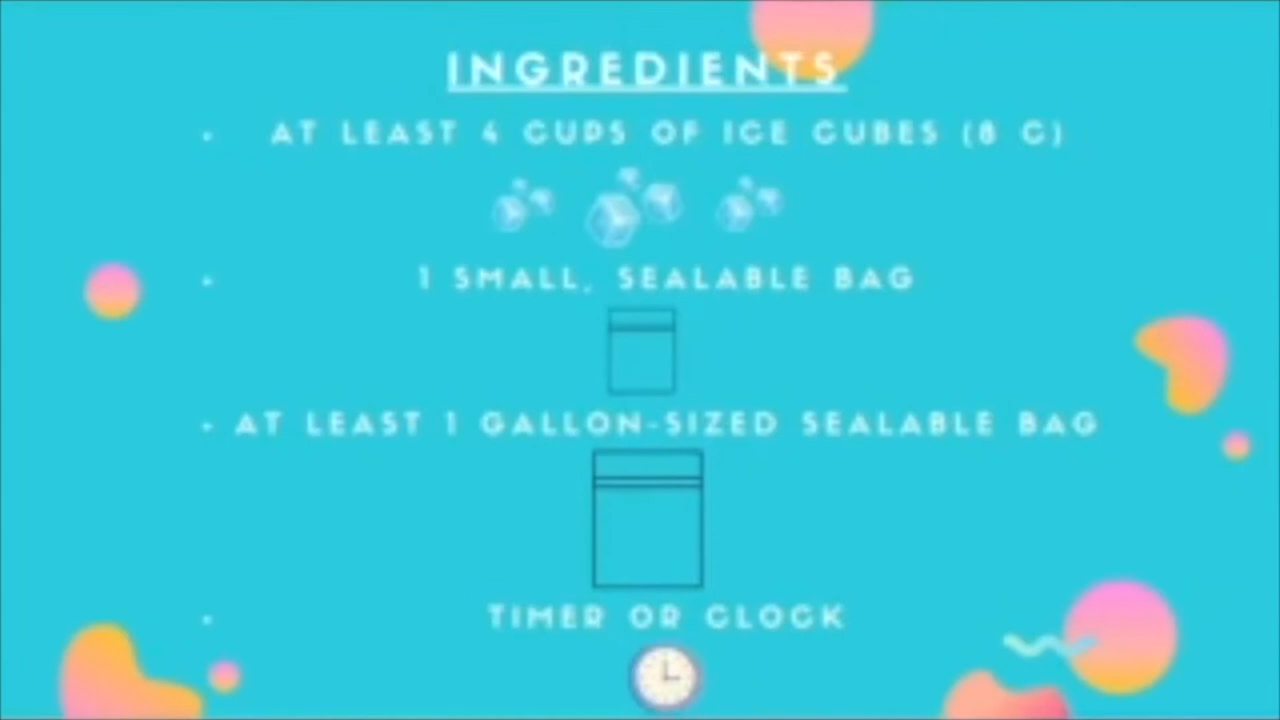 INGREDIENTS
• AT LEAST 4 CUPS OF ICE CUBES (8 C)
• 1 SMALL, SEALABLE BAG
• AT LEAST 1 GALLON-SIZED SEALABLE BAG
• TIMER OR CLOCK